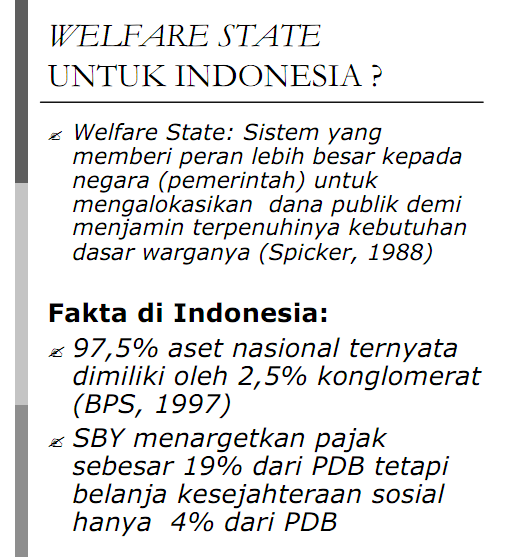 WELFARE STATE
UNTUK INDONESIA ?
Welfare State: Sistem yang
memberi peran lebih besar kepada
negara (pemerintah) untuk
mengalokasikan dana publik demi
menjamin terpenuhinya kebutuhan
dasar warganya (Spicker, 1988)
Fakta di Indonesia:
97,5% aset nasional ternyata
dimiliki oleh 2,5% konglomerat
(BPS, 1997)
SBY menargetkan pajak
sebesar 19% dari PDB tetapi
belanja kesejahteraan sosial
hanya 4% dari PDB